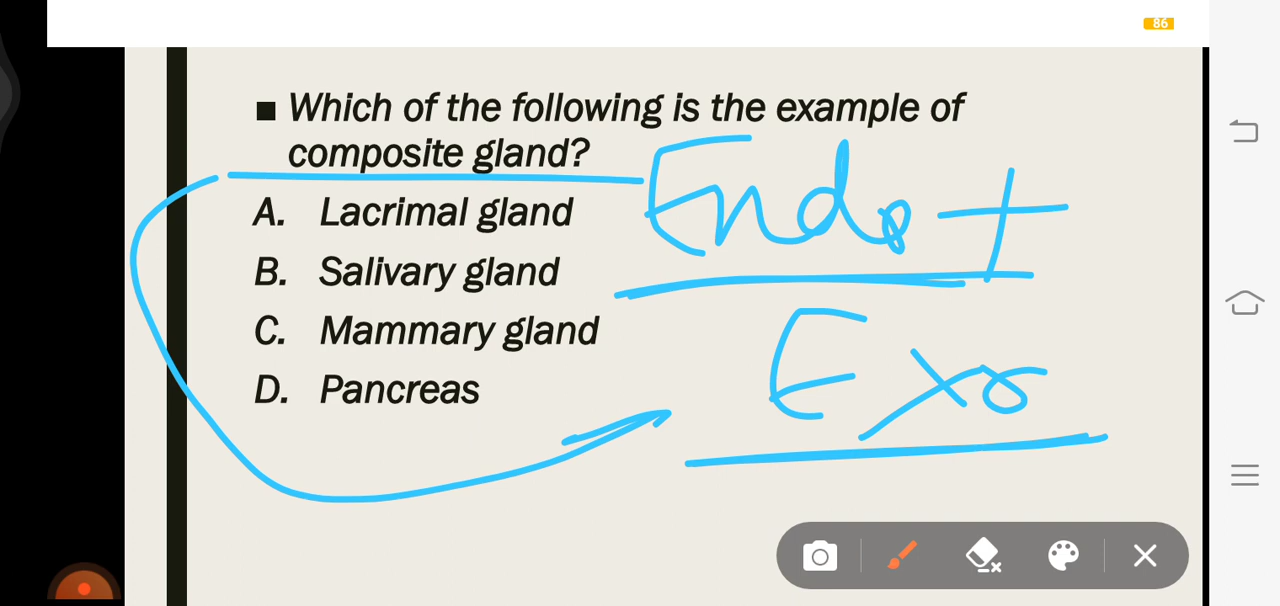 86
■ Which of the following is the example of
composite gland?
Endo +
A. Lacrimal gland
B. Salivary gland
Exo
C. Mammary gland
D. Pancreas